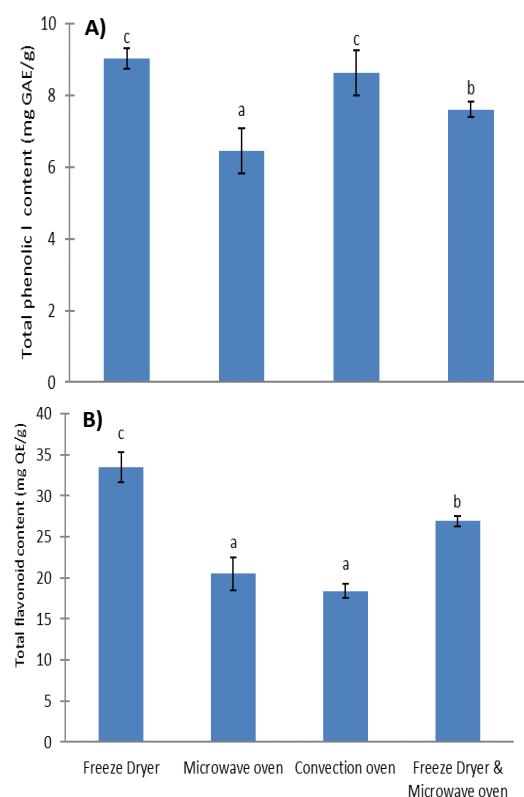 A)
Total phenolic l content (mg GAE/g)
10
8
6
4
2
0
c
a
c
b
B)
Total flavonoid content (mg QE/g)
40
35
30
25
20
15
10
5
0
c
a
a
b
Freeze Dryer
Microwave oven
Convection oven
Freeze Dryer &
Microwave oven